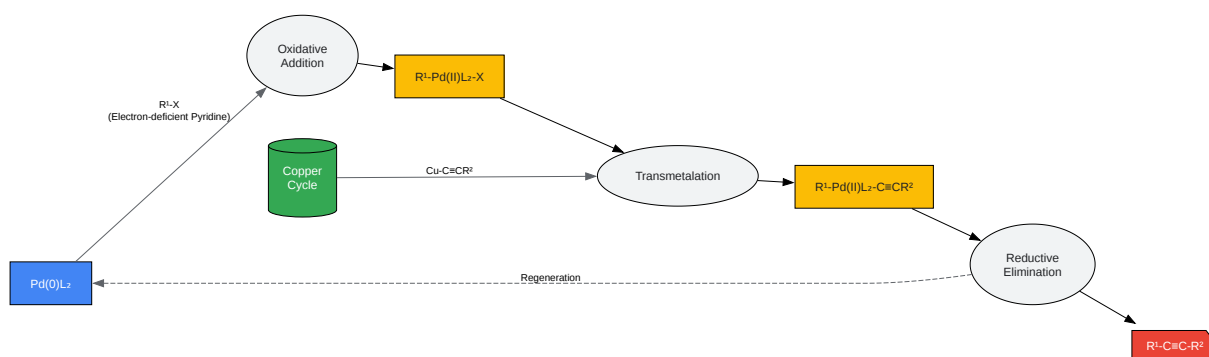 Oxidative
Addition
R¹-Pd(II)L₂-X
R¹-X
(Electron-deficient Pyridine)
Copper
Cycle
Cu-C≡CR²
Transmetalation
R¹-Pd(II)L₂-C≡CR²
Reductive
Elimination
Pd(0)L₂
Regeneration
R¹-C≡C-R²